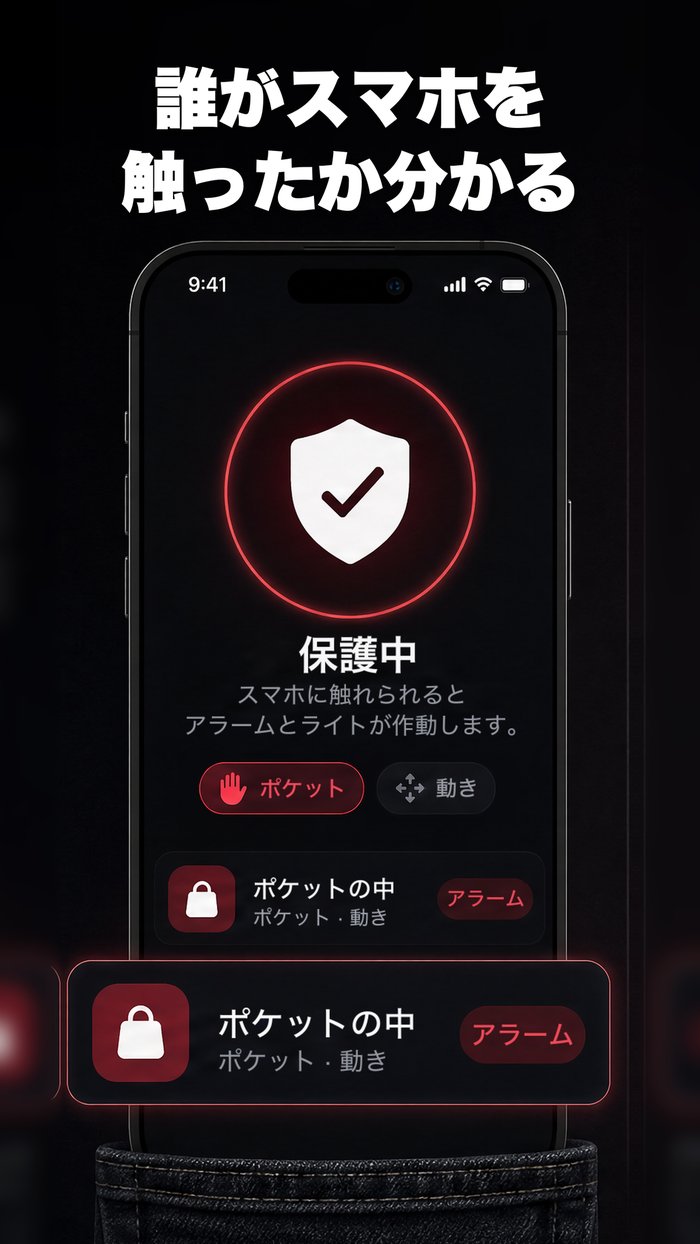 誰がスマホを
触ったか分かる
9:41
保護中
スマホに触れられると
アラームとライトが作動します。
ポケット
動き
ポケットの中
アラーム
ポケット · 動き
ポケットの中
アラーム
ポケット · 動き